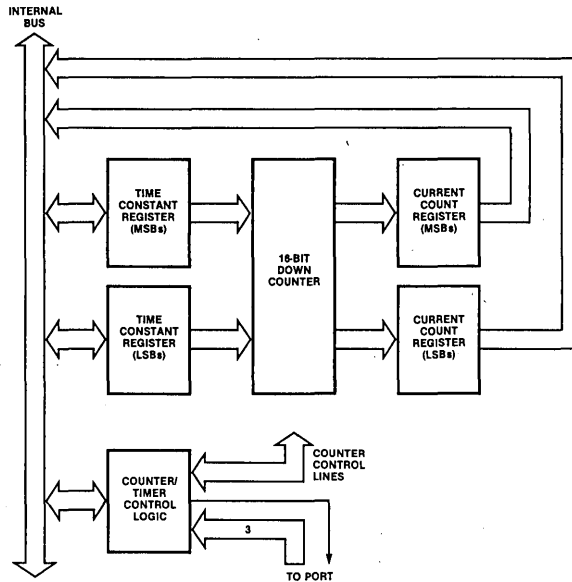 INTERNAL
BUS
TIME
CONSTANT
REGISTER
(MSBs)
16-BIT
DOWN
COUNTER
CURRENT
COUNT
REGISTER
(MSBs)
TIME
CONSTANT
REGISTER
(LSBs)
CURRENT
COUNT
REGISTER
(LSBs)
COUNTER/
TIMER
CONTROL
LOGIC
COUNTER
CONTROL
LINES
3
TO PORT